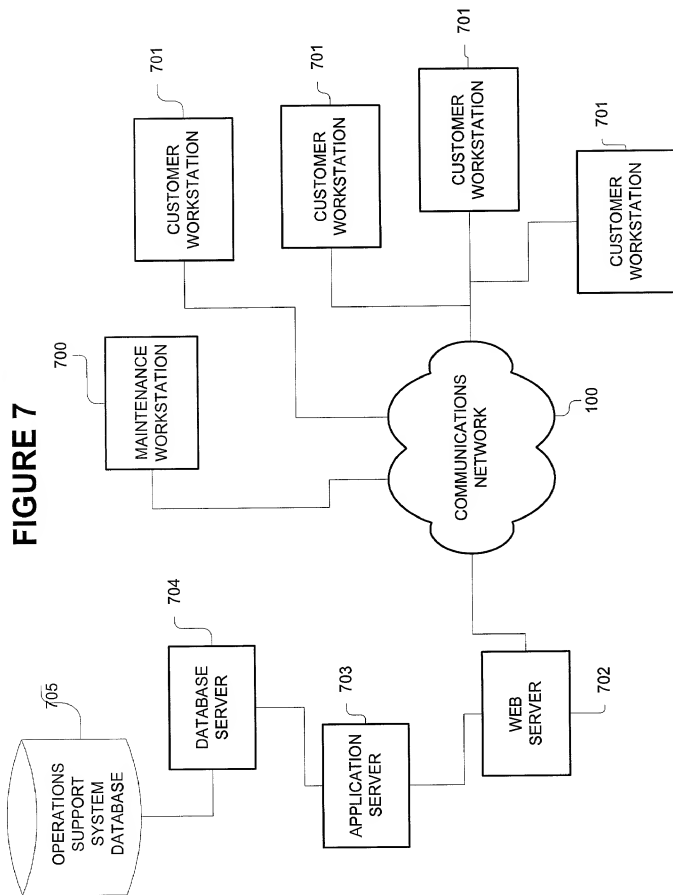 FIGURE 7
705
OPERATIONS
SUPPORT
SYSTEM
DATABASE
704
DATABASE
SERVER
703
APPLICATION
SERVER
WEB
SERVER
702
700
MAINTENANCE
WORKSTATION
COMMUNICATIONS
NETWORK
100
701
CUSTOMER
WORKSTATION
701
CUSTOMER
WORKSTATION
701
CUSTOMER
WORKSTATION
701
CUSTOMER
WORKSTATION